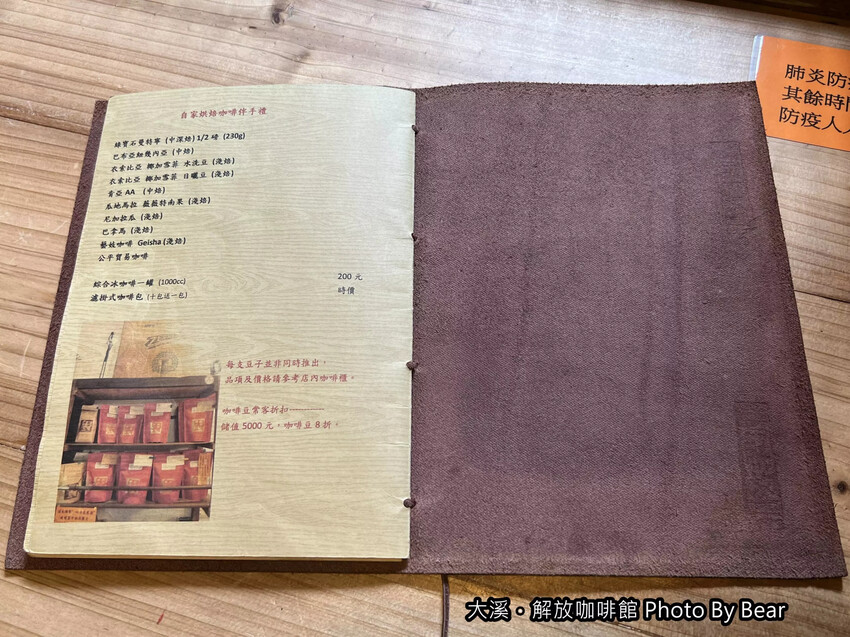 自家烘焙咖啡伴手禮
綠寶石曼特寧 (中深焙) 1/2 磅 (230g)
巴布亞紐幾內亞 (中焙)
衣索比亞 耶加雪菲 水洗豆 (淺焙)
衣索比亞 耶加雪菲 日曬豆 (淺焙)
肯亞 AA (中焙)
瓜地馬拉 薇薇特南果 (淺焙)
尼加拉瓜 (淺焙)
巴拿馬 (淺焙)
藝妓咖啡 Geisha (淺焙)
公平貿易咖啡
綜合冰咖啡一罐 (1000cc) 200 元
濾掛式咖啡包 (十包送一包) 時價
每支豆子並非同時推出，
品項及價格請參考店內咖啡櫃。
咖啡豆常客折扣
儲值 5000 元，咖啡豆 8 折。
肺炎防
其餘時間
防疫人人
大溪・解放咖啡館 Photo By Bear